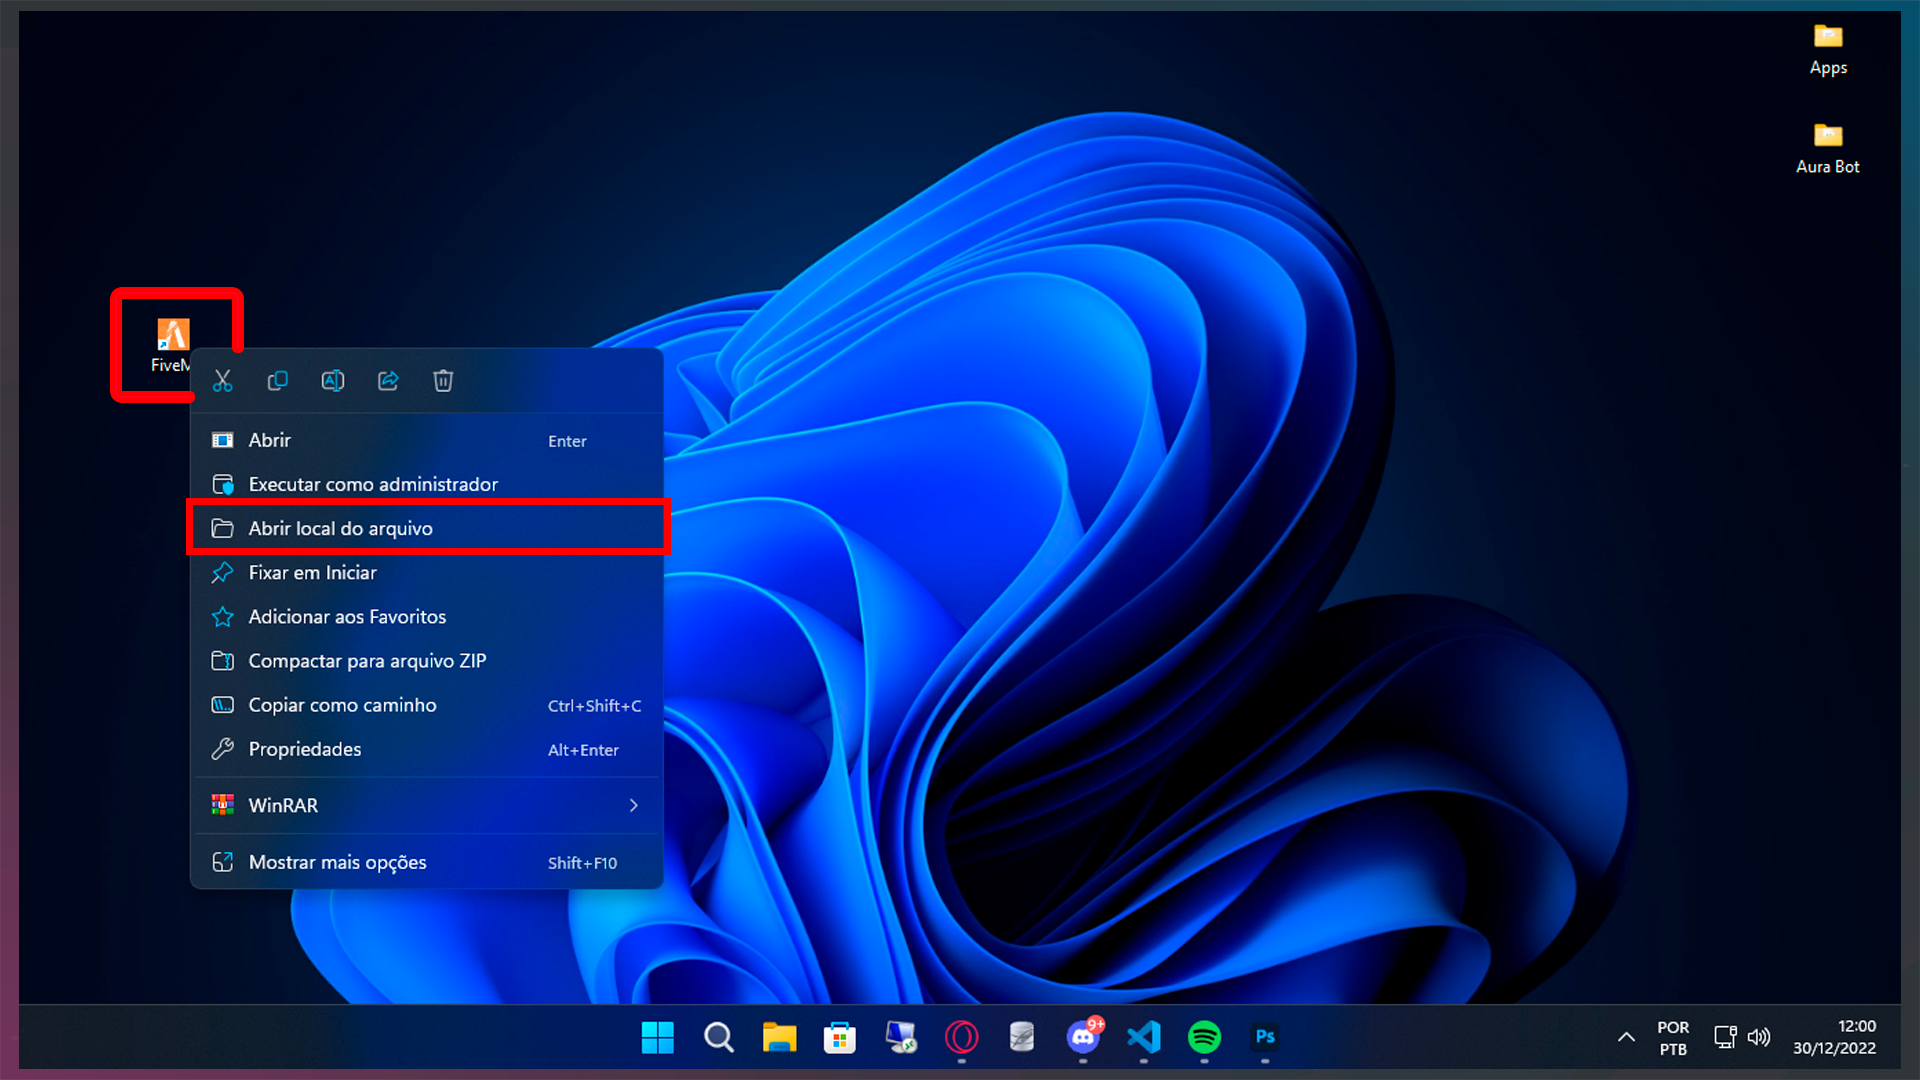 Apps
Aura Bot
FiveM
Abrir Enter
Executar como administrador
Abrir local do arquivo
Fixar em Iniciar
Adicionar aos Favoritos
Compactar para arquivo ZIP
Copiar como caminho Ctrl+Shift+C
Propriedades Alt+Enter
WinRAR
Mostrar mais opções Shift+F10
9+
Ps
POR
PTB
12:00
30/12/2022